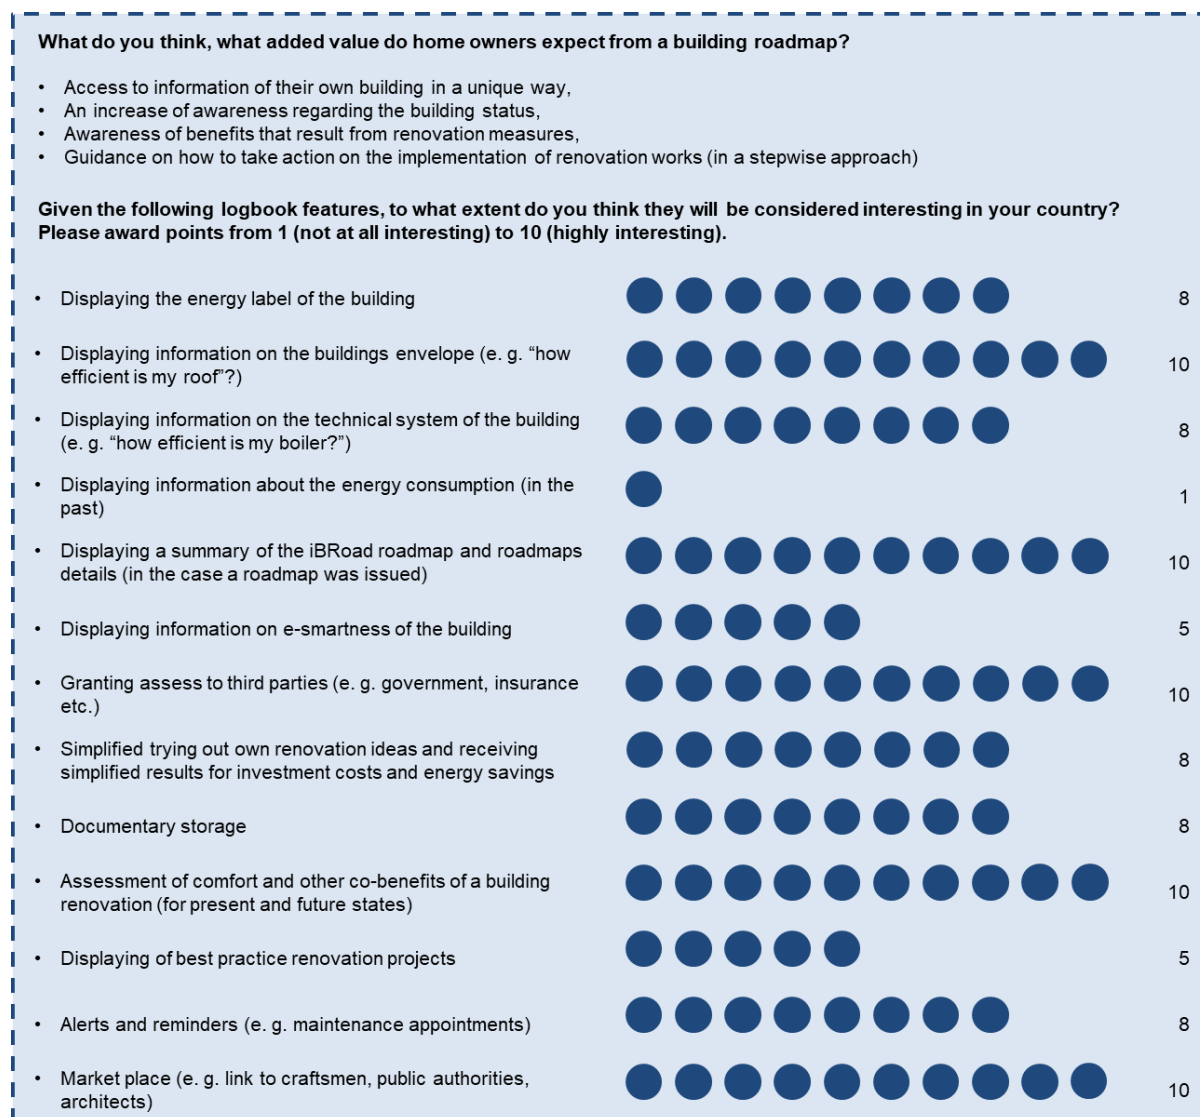 What do you think, what added value do home owners expect from a building roadmap?
• Access to information of their own building in a unique way,
• An increase of awareness regarding the building status,
• Awareness of benefits that result from renovation measures,
• Guidance on how to take action on the implementation of renovation works (in a stepwise approach)
Given the following logbook features, to what extent do you think they will be considered interesting in your country?
Please award points from 1 (not at all interesting) to 10 (highly interesting).
• Displaying the energy label of the building 8
• Displaying information on the buildings envelope (e. g. “how
efficient is my roof”?) 10
• Displaying information on the technical system of the building
(e. g. “how efficient is my boiler?”) 8
• Displaying information about the energy consumption (in the
past) 1
• Displaying a summary of the iBRoad roadmap and roadmaps
details (in the case a roadmap was issued) 10
• Displaying information on e-smartness of the building 5
• Granting assess to third parties (e. g. government, insurance
etc.) 10
• Simplified trying out own renovation ideas and receiving
simplified results for investment costs and energy savings 8
• Documentary storage 8
• Assessment of comfort and other co-benefits of a building
renovation (for present and future states) 10
• Displaying of best practice renovation projects 5
• Alerts and reminders (e. g. maintenance appointments) 8
• Market place (e. g. link to craftsmen, public authorities,
architects) 10